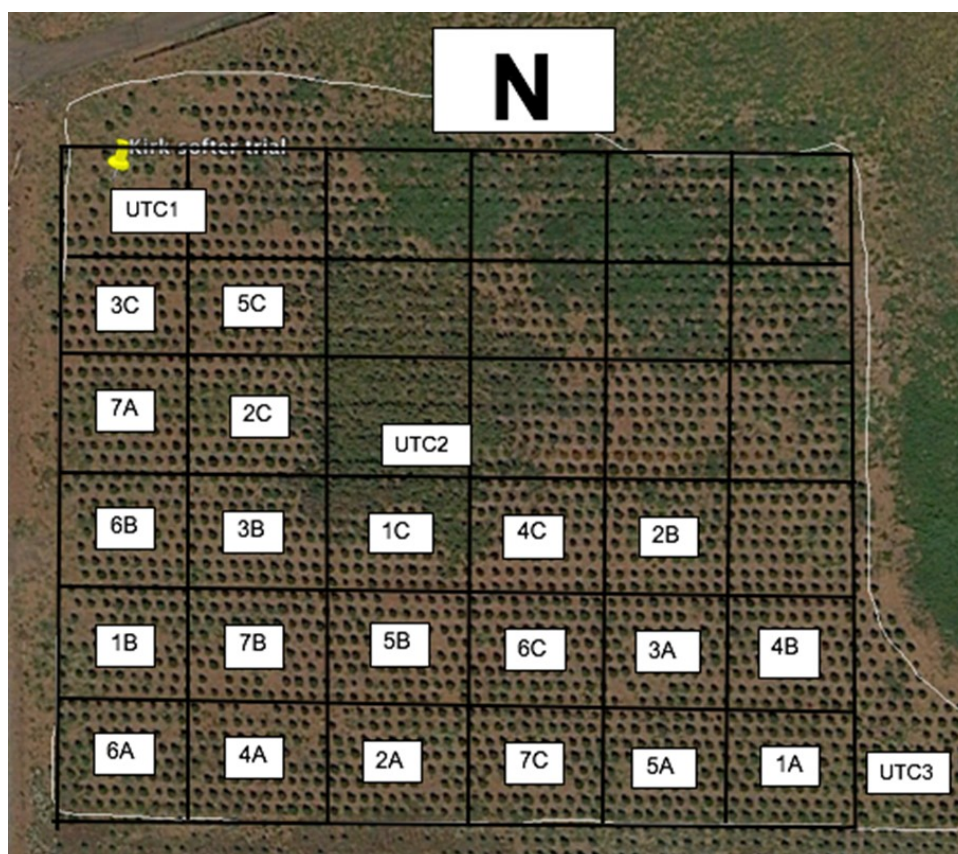 N
Kirk softer trial
UTC1
3C 5C
7A 2C
UTC2
6B 3B 1C 4C 2B
1B 7B 5B 6C 3A 4B
6A 4A 2A 7C 5A 1A UTC3